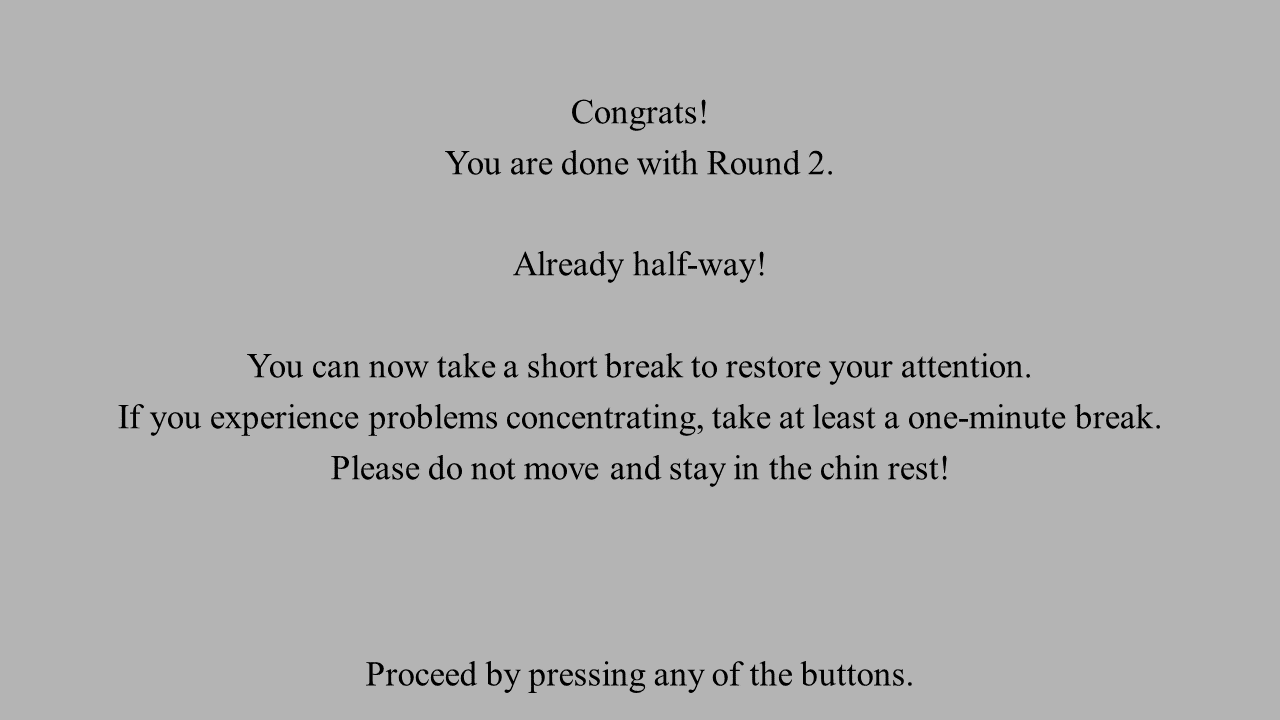 Congrats!
You are done with Round 2.
Already half-way!
You can now take a short break to restore your attention.
If you experience problems concentrating, take at least a one-minute break.
Please do not move and stay in the chin rest!
Proceed by pressing any of the buttons.